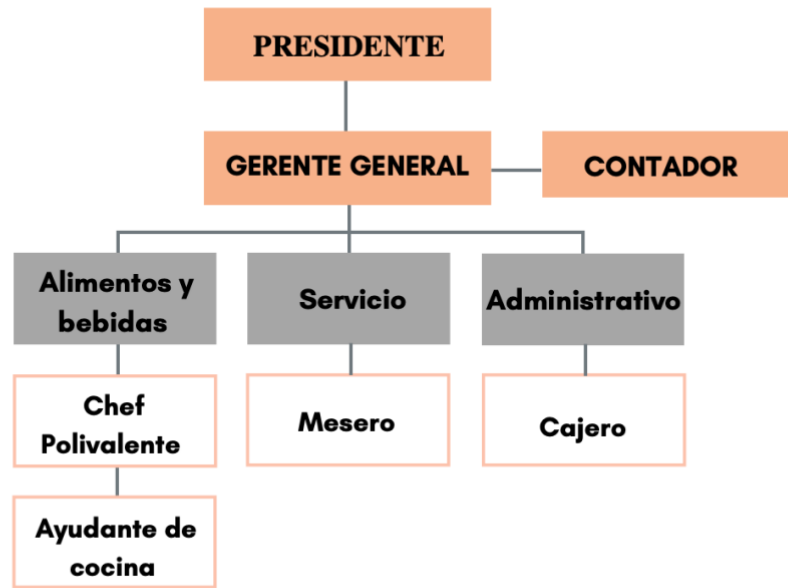 PRESIDENTE
GERENTE GENERAL
CONTADOR
Alimentos y
bebidas
Servicio
Administrativo
Chef
Polivalente
Mesero
Cajero
Ayudante de
cocina